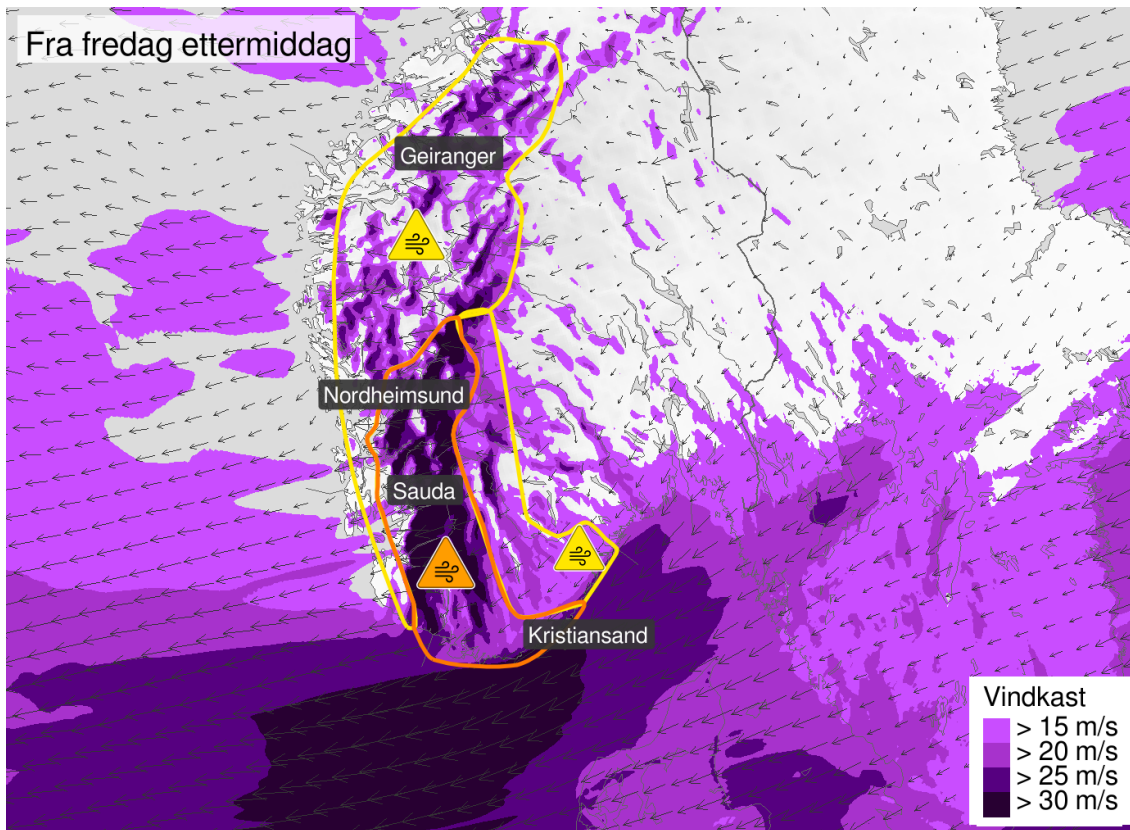 Fra fredag ettermiddag
Geiranger
Nordheimsund
Sauda
Kristiansand
Vindkast
> 15 m/s
> 20 m/s
> 25 m/s
> 30 m/s